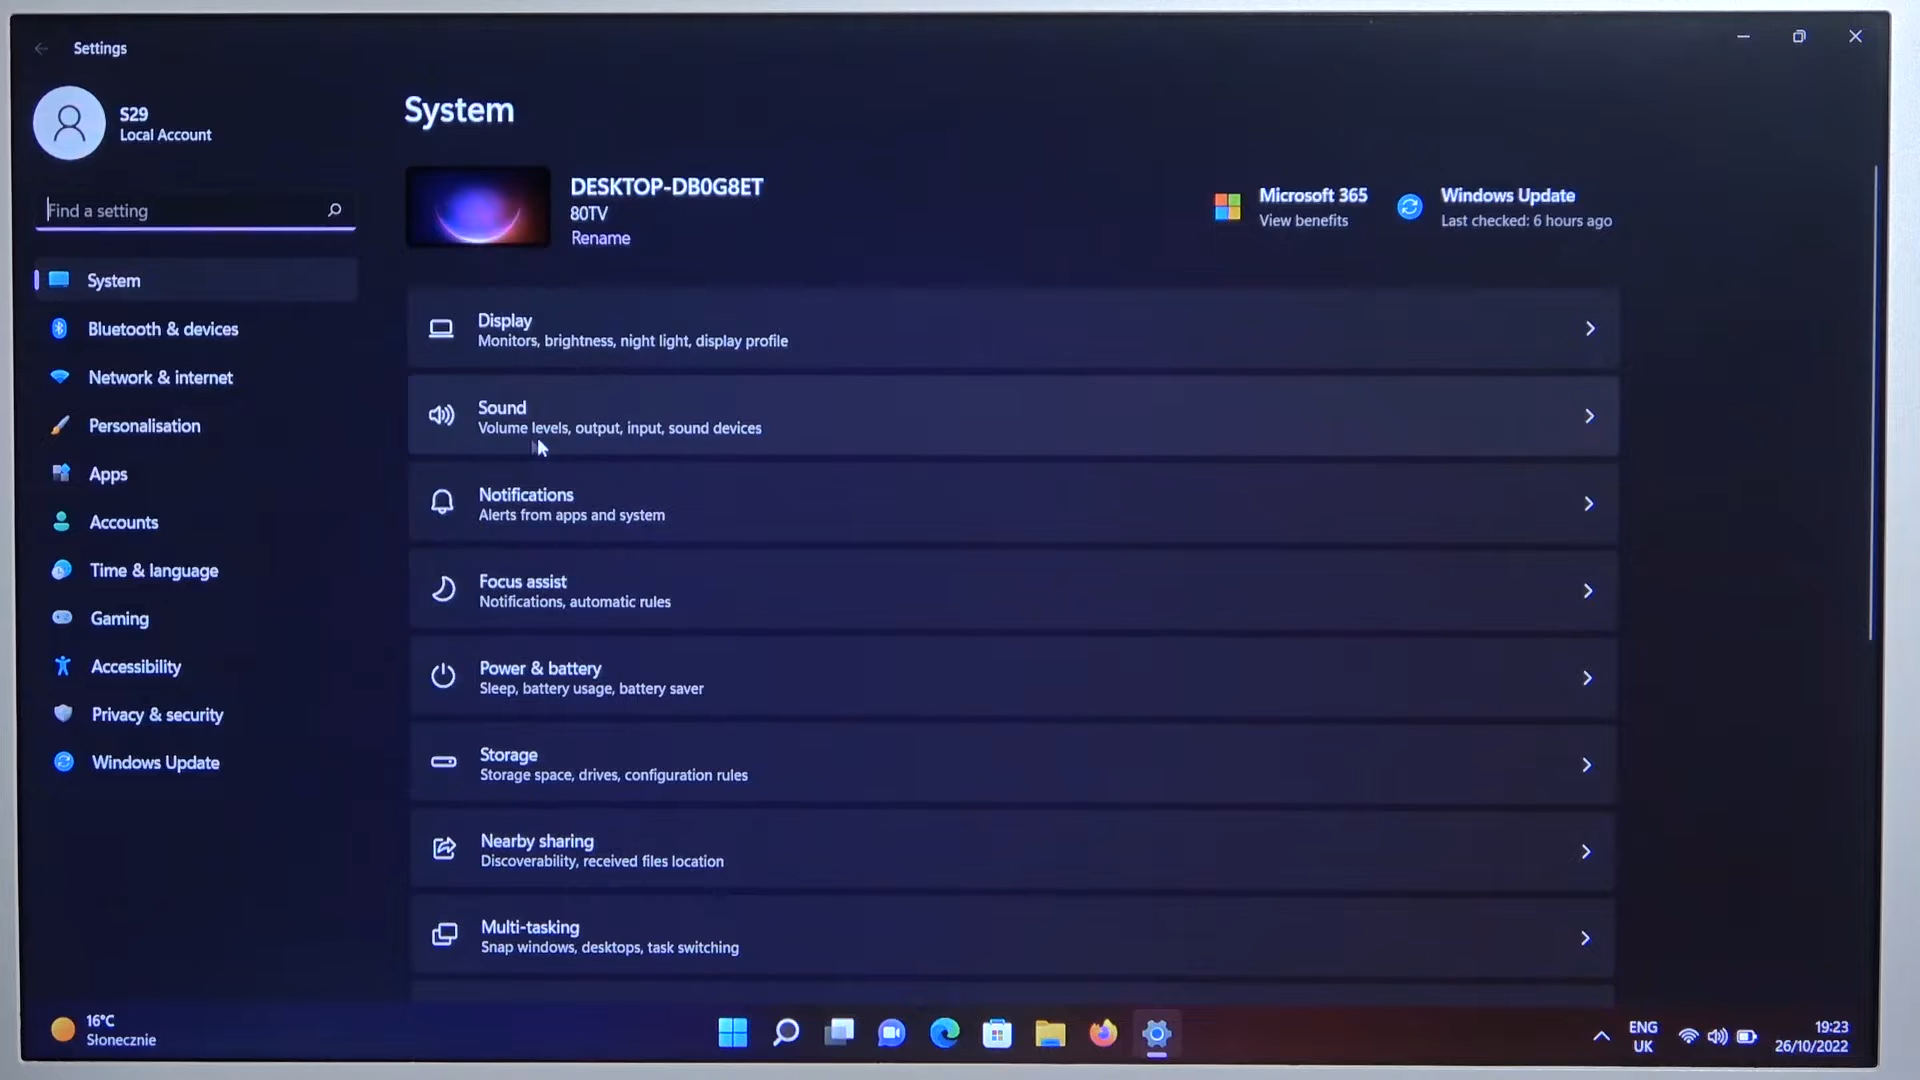 Settings
S29
Local Account
Find a setting
System
Bluetooth & devices
Network & internet
Personalisation
Apps
Accounts
Time & language
Gaming
Accessibility
Privacy & security
Windows Update
System
DESKTOP-DB0G8ET
80TV
Rename
Microsoft 365
View benefits
Windows Update
Last checked: 6 hours ago
Display
Monitors, brightness, night light, display profile
Sound
Volume levels, output, input, sound devices
Notifications
Alerts from apps and system
Focus assist
Notifications, automatic rules
Power & battery
Sleep, battery usage, battery saver
Storage
Storage space, drives, configuration rules
Nearby sharing
Discoverability, received files location
Multi-tasking
Snap windows, desktops, task switching
16°C
Słonecznie
ENG
UK
19:23
26/10/2022